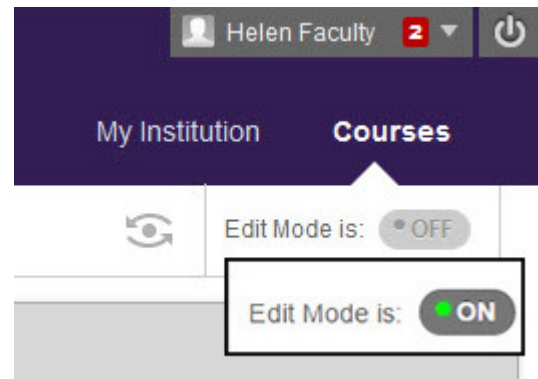 Helen Faculty 2
My Institution Courses
Edit Mode is: OFF
Edit Mode is: ON